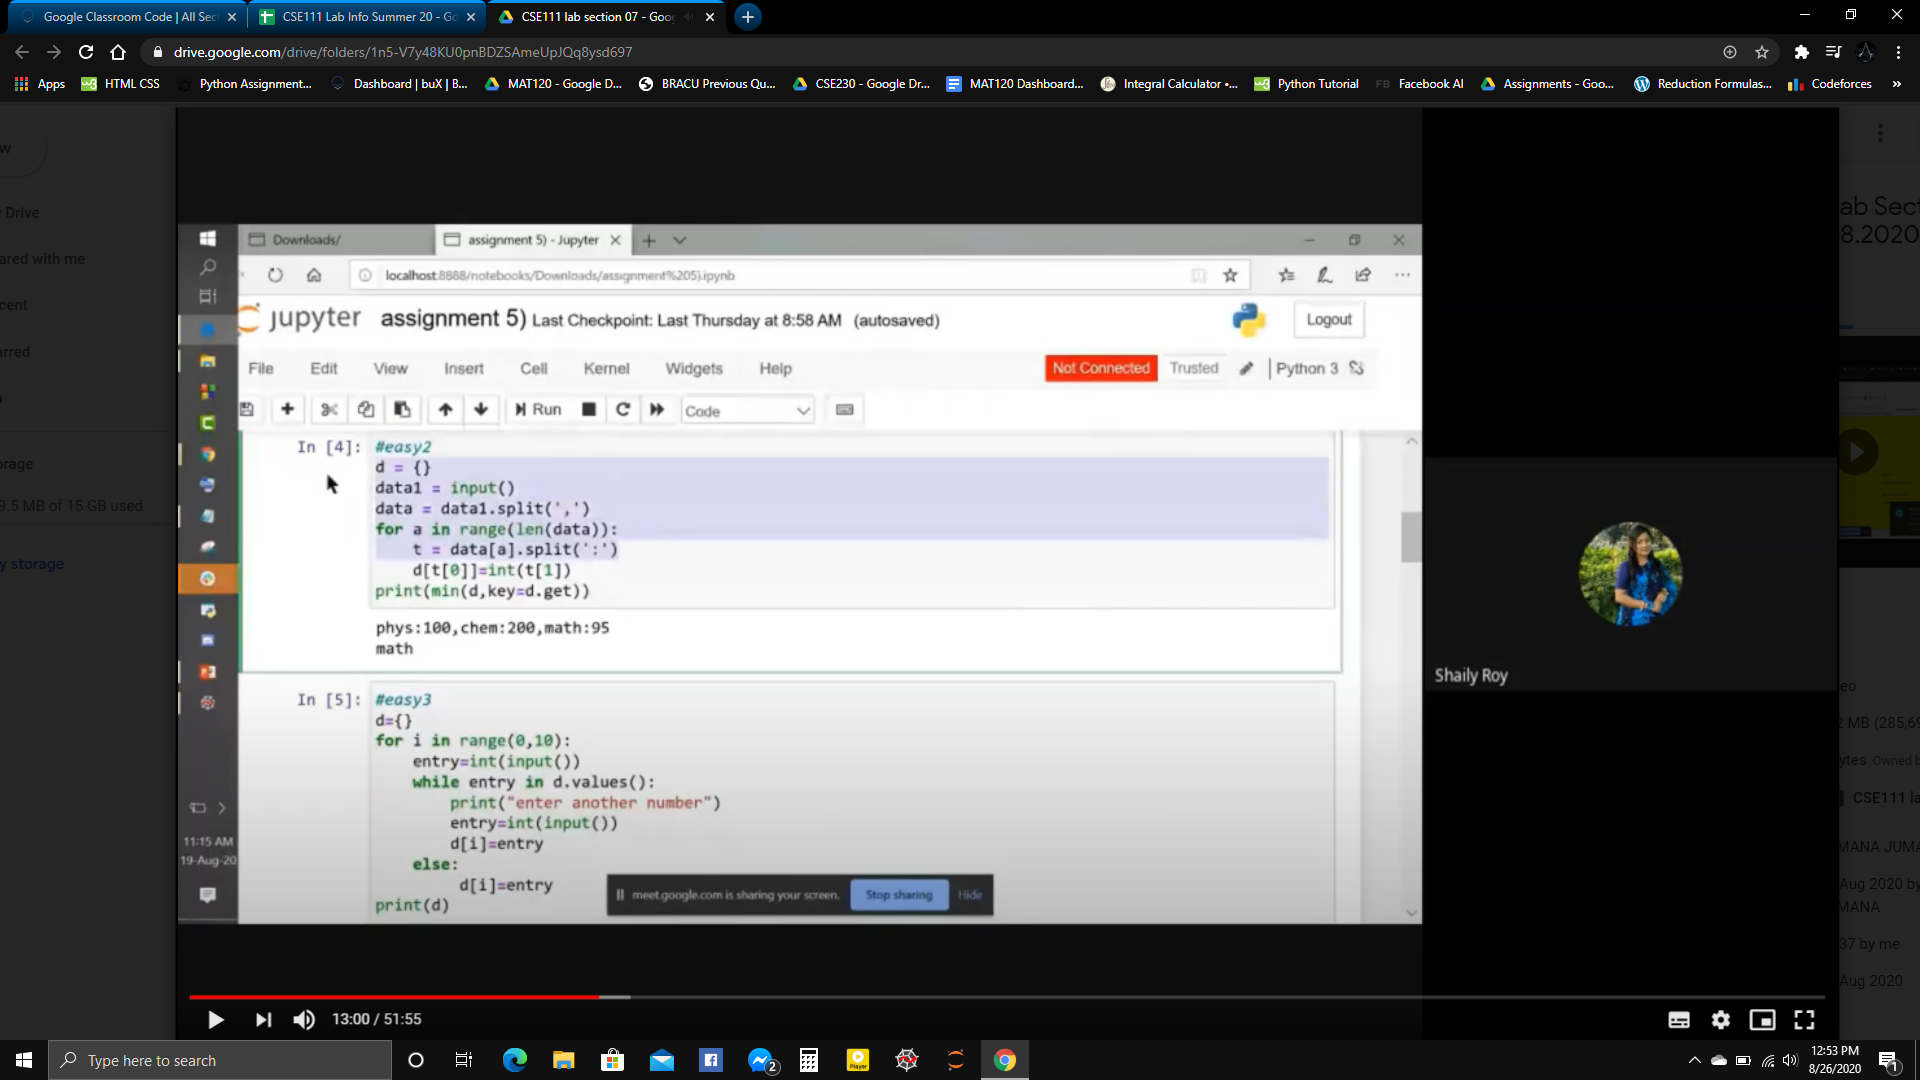 Google Classroom Code | All Sec
CSE111 Lab Info Summer 20 - Go
CSE111 lab section 07 - Goo
drive.google.com/drive/folders/1n5-V7y48KU0pnBDZSAmeUpJQq8ysd697
Apps
HTML CSS
Python Assignment...
Dashboard | buX | B...
MAT120 - Google D...
BRACU Previous Qu...
CSE230 - Google Dr...
MAT120 Dashboard...
Integral Calculator •...
Python Tutorial
FB Facebook AI
Assignments - Goo...
Reduction Formulas...
Codeforces
»
w
Drive
ared with me
cent
arred
orage
9.5 MB of 15 GB used
y storage
Downloads/
assignment 5) - Jupyter
localhost:8888/notebooks/Downloads/assignment%205).ipynb
jupyter
assignment 5) Last Checkpoint: Last Thursday at 8:58 AM (autosaved)
Logout
File
Edit
View
Insert
Cell
Kernel
Widgets
Help
Not Connected
Trusted
Python 3
Run
Code
In [4]:
#easy2
d = {}
data1 = input()
data = data1.split(',')
for a in range(len(data)):
t = data[a].split(':')
d[t[0]]=int(t[1])
print(min(d,key=d.get))
phys:100,chem:200,math:95
math
In [5]:
#easy3
d={}
for i in range(0,10):
entry=int(input())
while entry in d.values():
print("enter another number")
entry=int(input())
d[i]=entry
else:
d[i]=entry
print(d)
meet.google.com is sharing your screen.
Stop sharing
Hide
11:15 AM
19-Aug-20
Shaily Roy
ab Sect
8.2020
eo
2 MB (285,69
ytes Owned b
CSE111 la
MANA JUMA
Aug 2020 by
MANA
37 by me
Aug 2020
13:00 / 51:55
Type here to search
2
Player
12:53 PM
8/26/2020
1